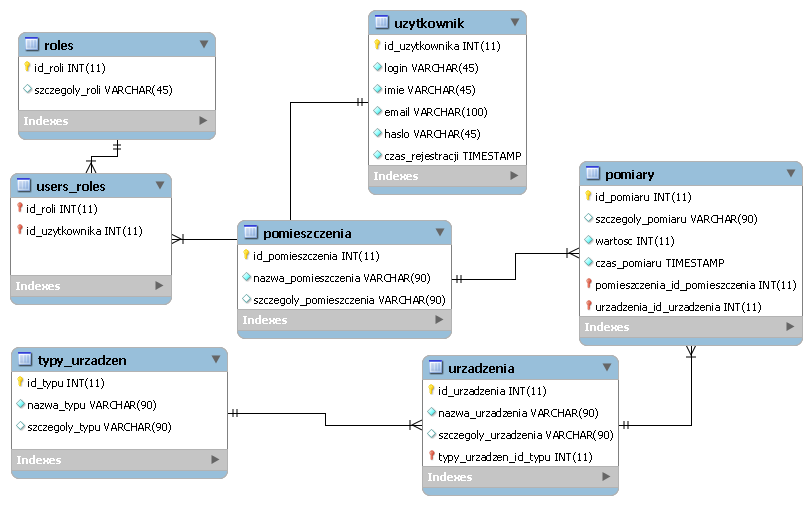 roles
id_roli INT(11)
szczegoly_roli VARCHAR(45)
Indexes
uzytkownik
id_uzytkownika INT(11)
login VARCHAR(45)
imie VARCHAR(45)
email VARCHAR(100)
haslo VARCHAR(45)
czas_rejestracji TIMESTAMP
Indexes
users_roles
id_roli INT(11)
id_uzytkownika INT(11)
Indexes
pomieszczenia
id_pomieszczenia INT(11)
nazwa_pomieszczenia VARCHAR(90)
szczegoly_pomieszczenia VARCHAR(90)
Indexes
pomiary
id_pomiaru INT(11)
szczegoly_pomiaru VARCHAR(90)
wartosc INT(11)
czas_pomiaru TIMESTAMP
pomieszczenia_id_pomieszczenia INT(11)
urzadzenia_id_urzadzenia INT(11)
Indexes
typy_urzadzen
id_typu INT(11)
nazwa_typu VARCHAR(90)
szczegoly_typu VARCHAR(90)
Indexes
urzadzenia
id_urzadzenia INT(11)
nazwa_urzadzenia VARCHAR(90)
szczegoly_urzadzenia VARCHAR(90)
typy_urzadzen_id_typu INT(11)
Indexes